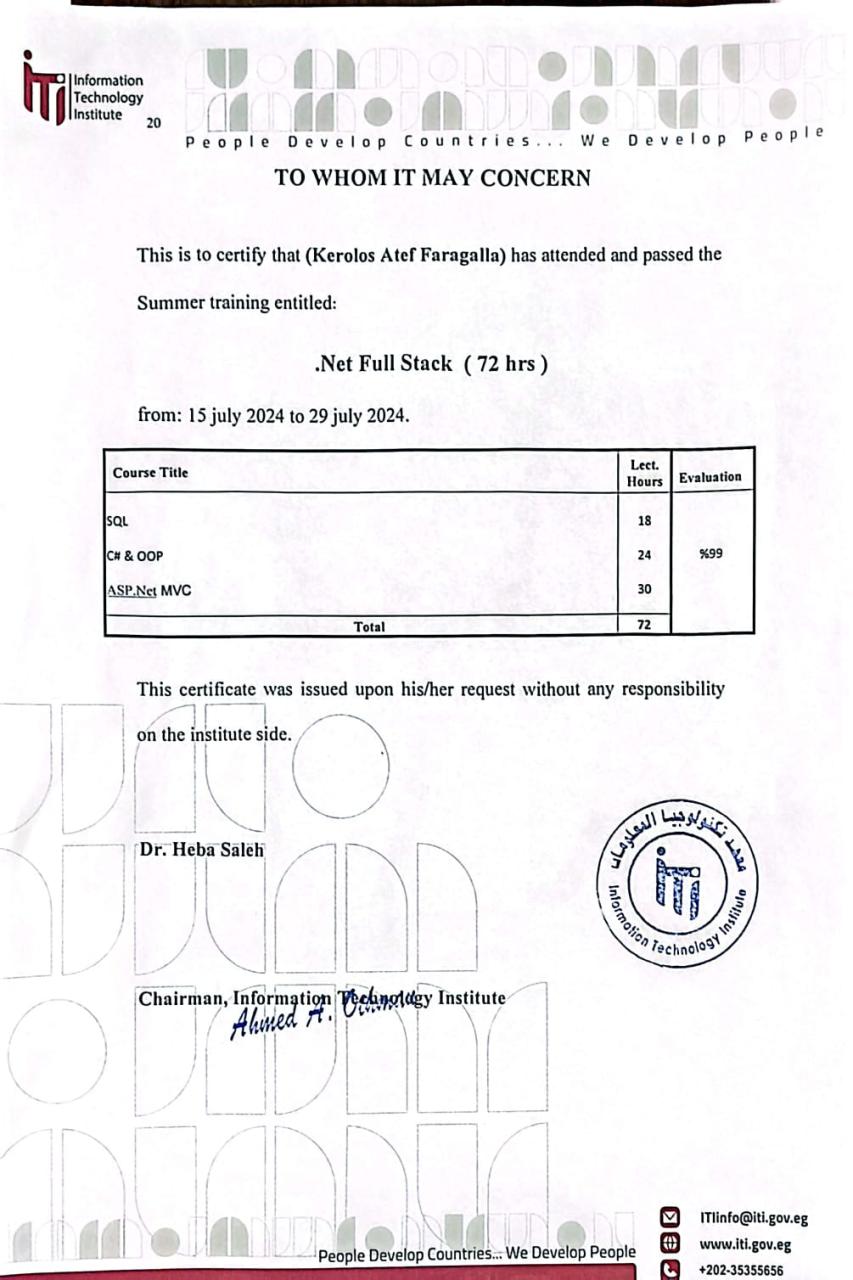 iTi Information
Technology
Institute
20
People Develop Countries... We Develop People
TO WHOM IT MAY CONCERN
This is to certify that (Kerolos Atef Faragalla) has attended and passed the
Summer training entitled:
.Net Full Stack ( 72 hrs )
from: 15 july 2024 to 29 july 2024.
Course Title Lect. Hours Evaluation
SQL 18
C# & OOP 24 %99
ASP.Net MVC 30
Total 72
This certificate was issued upon his/her request without any responsibility
on the institute side.
Dr. Heba Saleh
معهد تكنولوجيا المعلومات
iTi
Information Technology Institute
Chairman, Information Technology Institute
Ahmed A.
People Develop Countries... We Develop People
ITIinfo@iti.gov.eg
www.iti.gov.eg
+202-35355656